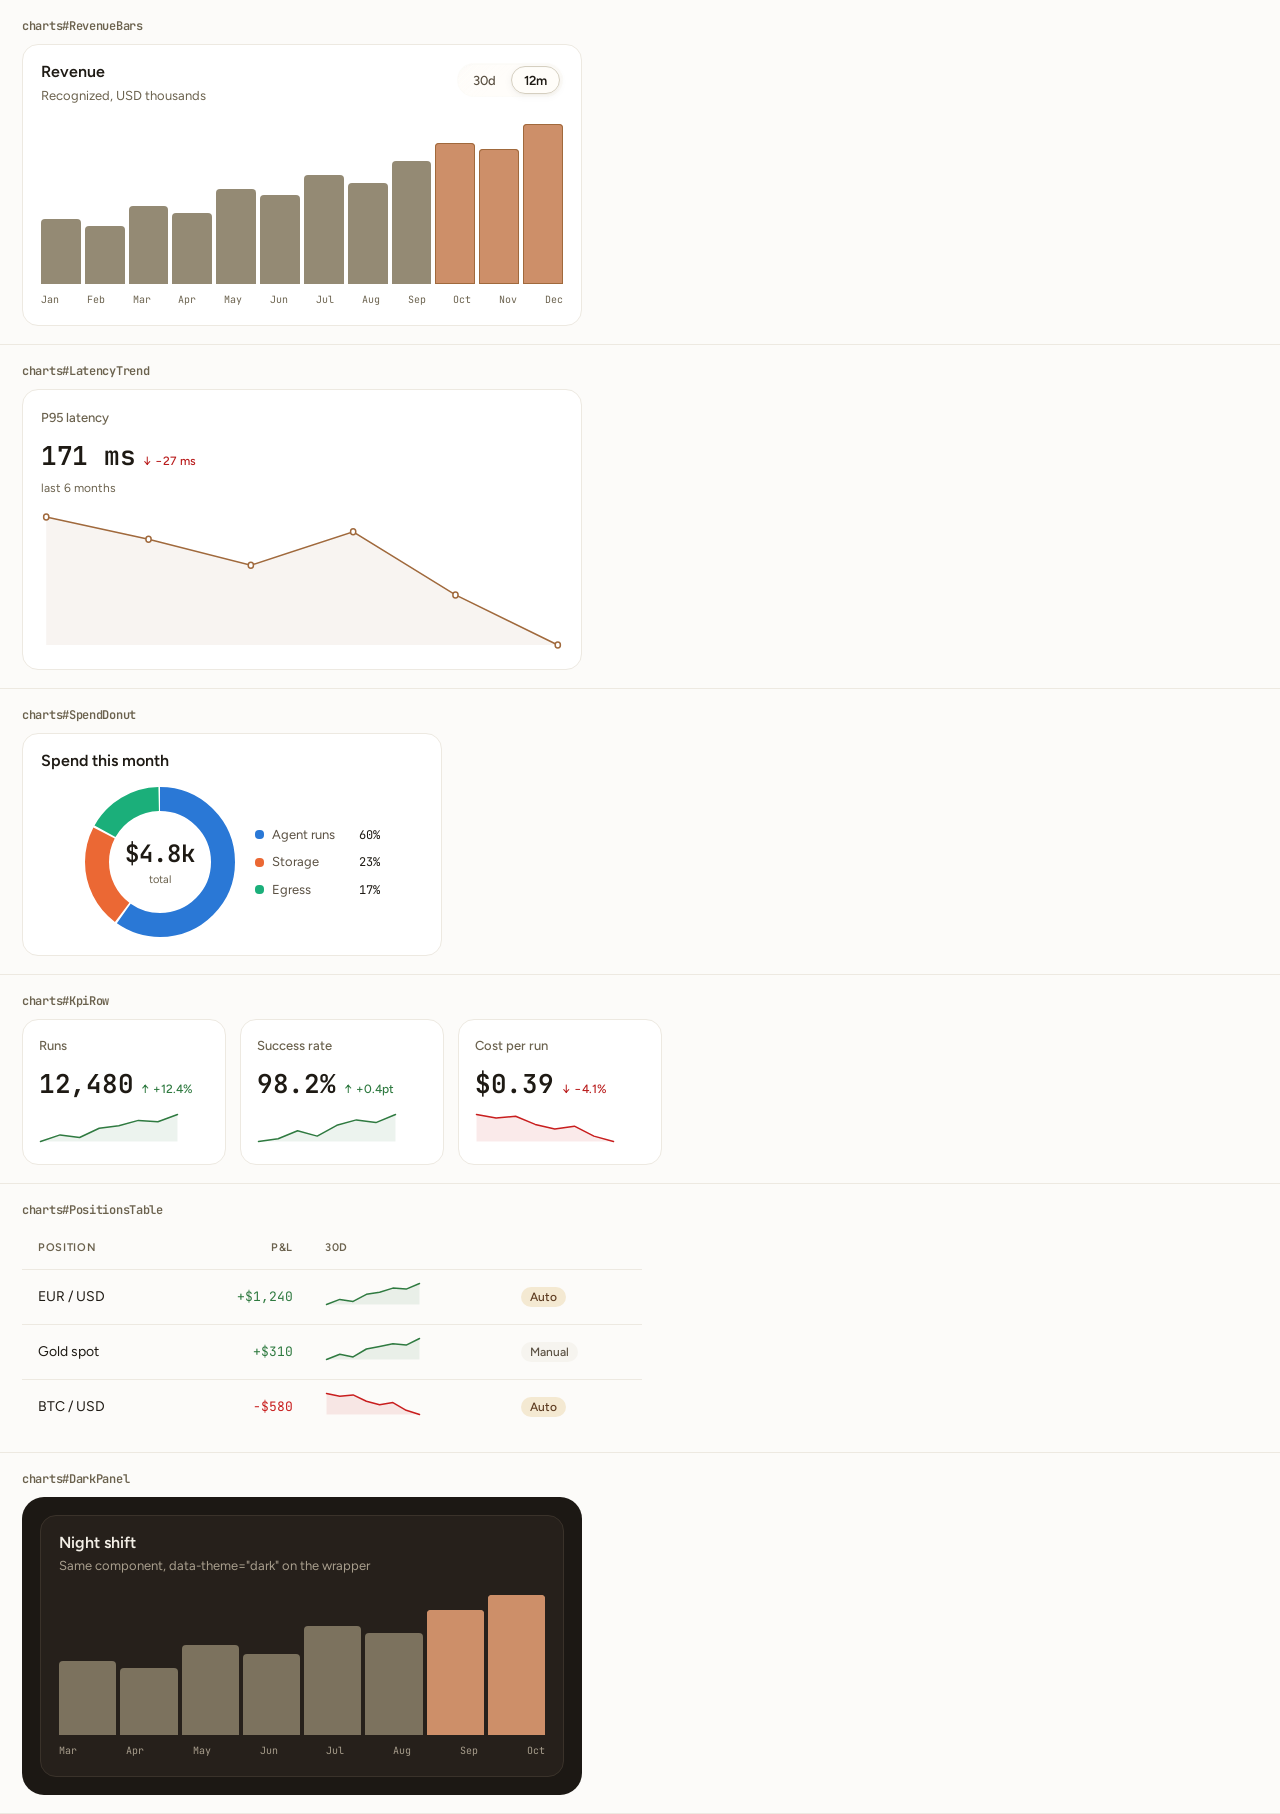 charts#RevenueBars
Revenue
30d 12m
Recognized, USD thousands
Jan Feb Mar Apr May Jun Jul Aug Sep Oct Nov Dec
charts#LatencyTrend
P95 latency
171 ms ↓ -27 ms
last 6 months
charts#SpendDonut
Spend this month
$4.8k
total
Agent runs 60%
Storage 23%
Egress 17%
charts#KpiRow
Runs
12,480 ↑ +12.4%
Success rate
98.2% ↑ +0.4pt
Cost per run
$0.39 ↓ -4.1%
charts#PositionsTable
POSITION P&L 30D
EUR / USD +$1,240 Auto
Gold spot +$310 Manual
BTC / USD -$580 Auto
charts#DarkPanel
Night shift
Same component, data-theme="dark" on the wrapper
Mar Apr May Jun Jul Aug Sep Oct